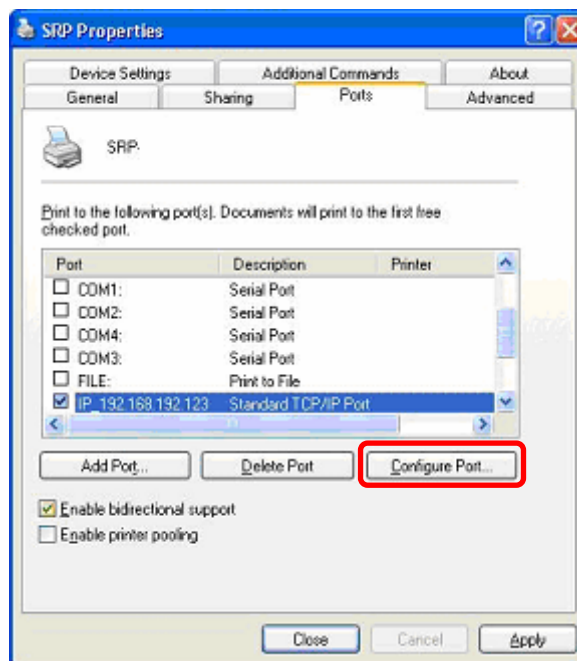 SRP Properties
Device Settings Additional Commands About
General Sharing Ports Advanced
SRP
Print to the following port(s). Documents will print to the first free
checked port.
Port Description Printer
COM1: Serial Port
COM2: Serial Port
COM4: Serial Port
COM3: Serial Port
FILE: Print to File
IP_192.168.192.123 Standard TCP/IP Port
Add Port... Delete Port Configure Port...
Enable bidirectional support
Enable printer pooling
Close Cancel Apply